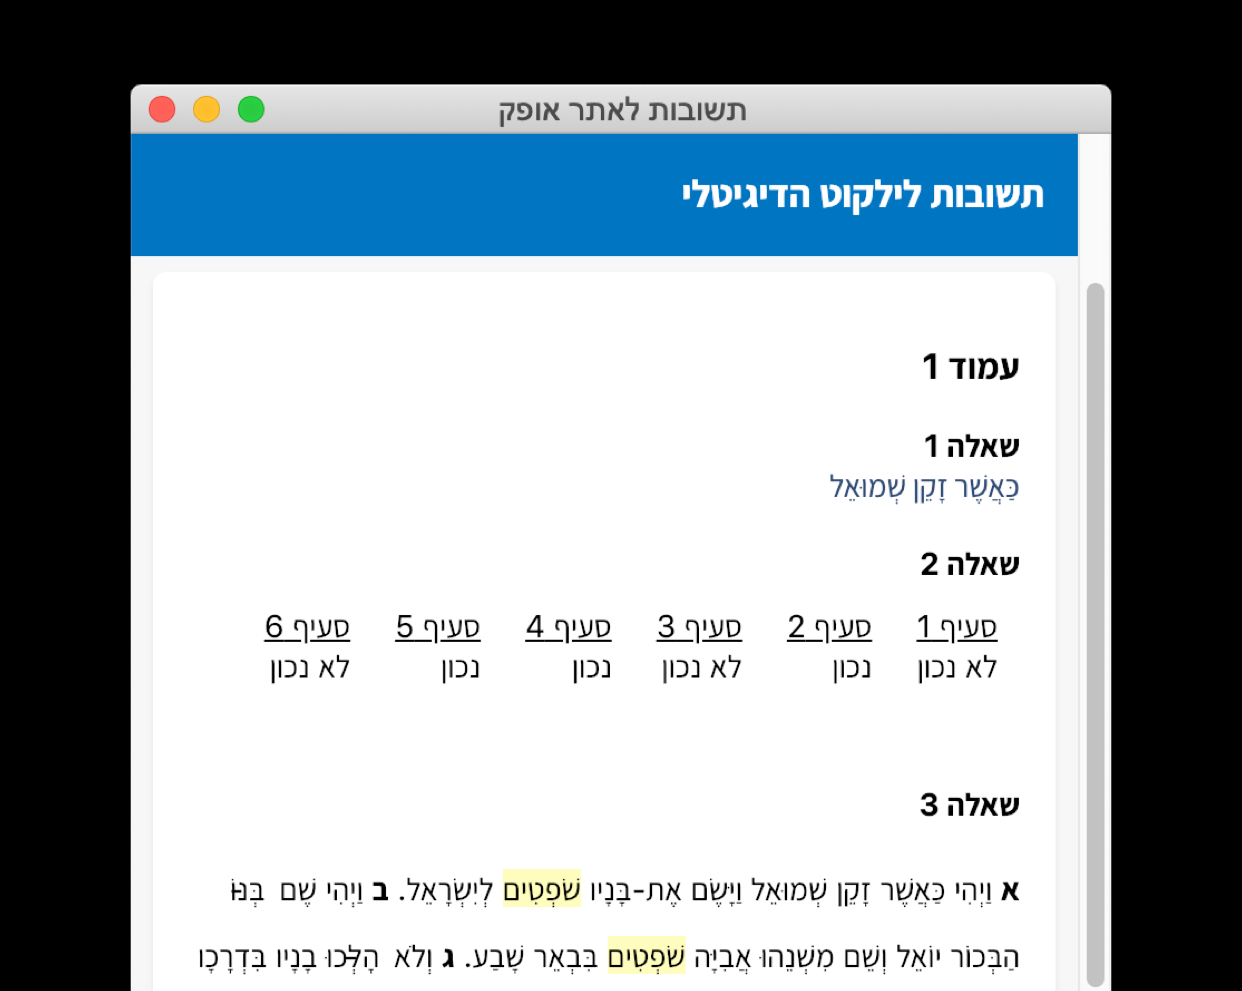 תשובות לאתר אופק
תשובות לילקוט הדיגיטלי
עמוד 1
שאלה 1
כַּאֲשֶׁר זָקֵן שְׁמוּאֵל
שאלה 2
סעיף 1 סעיף 2 סעיף 3 סעיף 4 סעיף 5 סעיף 6
לא נכון נכון לא נכון נכון נכון לא נכון
שאלה 3
א וַיְהִי כַּאֲשֶׁר זָקֵן שְׁמוּאֵל וַיָּשֶׂם אֶת-בָּנָיו שֹׁפְטִים לְיִשְׂרָאֵל. ב וַיְהִי שֶׁם בְּנוֹ
הַבְּכוֹר יוֹאֵל וְשֵׁם מִשְׁנֵהוּ אֲבִיָּה שֹׁפְטִים בִּבְאֵר שָׁבַע. ג וְלֹא הָלְכוּ בָנָיו בִּדְרָכָו